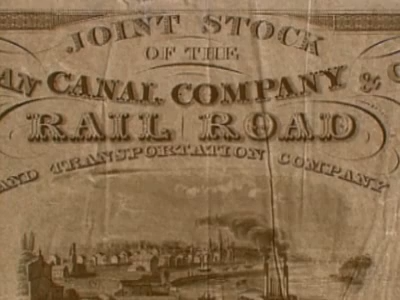 JOINT STOCK
OF THE
AN CANAL COMPANY &
RAIL ROAD
AND TRANSPORTATION COMPANY